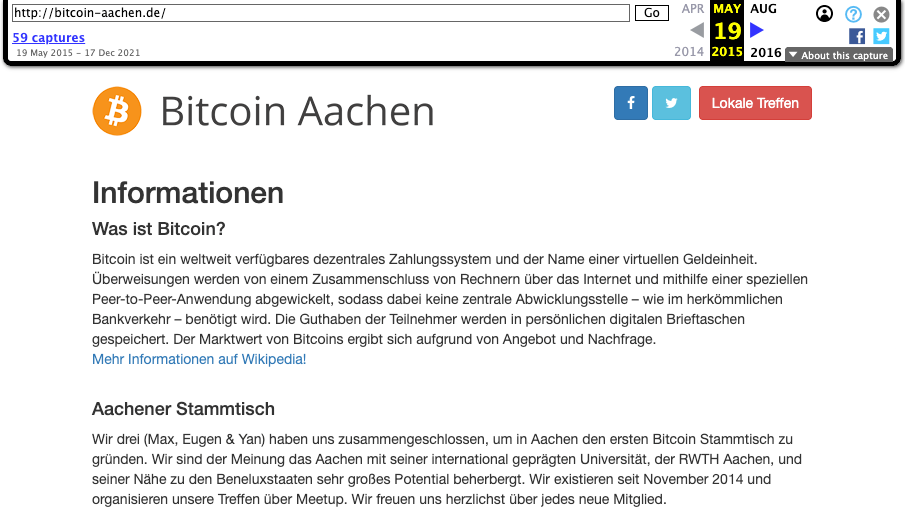 http://bitcoin-aachen.de/ Go APR MAY AUG
59 captures 19
19 May 2015 – 17 Dec 2021 2014 2015 2016 About this capture
Bitcoin Aachen Lokale Treffen
Informationen
Was ist Bitcoin?
Bitcoin ist ein weltweit verfügbares dezentrales Zahlungssystem und der Name einer virtuellen Geldeinheit.
Überweisungen werden von einem Zusammenschluss von Rechnern über das Internet und mithilfe einer speziellen
Peer-to-Peer-Anwendung abgewickelt, sodass dabei keine zentrale Abwicklungsstelle – wie im herkömmlichen
Bankverkehr – benötigt wird. Die Guthaben der Teilnehmer werden in persönlichen digitalen Brieftaschen
gespeichert. Der Marktwert von Bitcoins ergibt sich aufgrund von Angebot und Nachfrage.
Mehr Informationen auf Wikipedia!
Aachener Stammtisch
Wir drei (Max, Eugen & Yan) haben uns zusammengeschlossen, um in Aachen den ersten Bitcoin Stammtisch zu
gründen. Wir sind der Meinung das Aachen mit seiner international geprägten Universität, der RWTH Aachen, und
seiner Nähe zu den Beneluxstaaten sehr großes Potential beherbergt. Wir existieren seit November 2014 und
organisieren unsere Treffen über Meetup. Wir freuen uns herzlichst über jedes neue Mitglied.